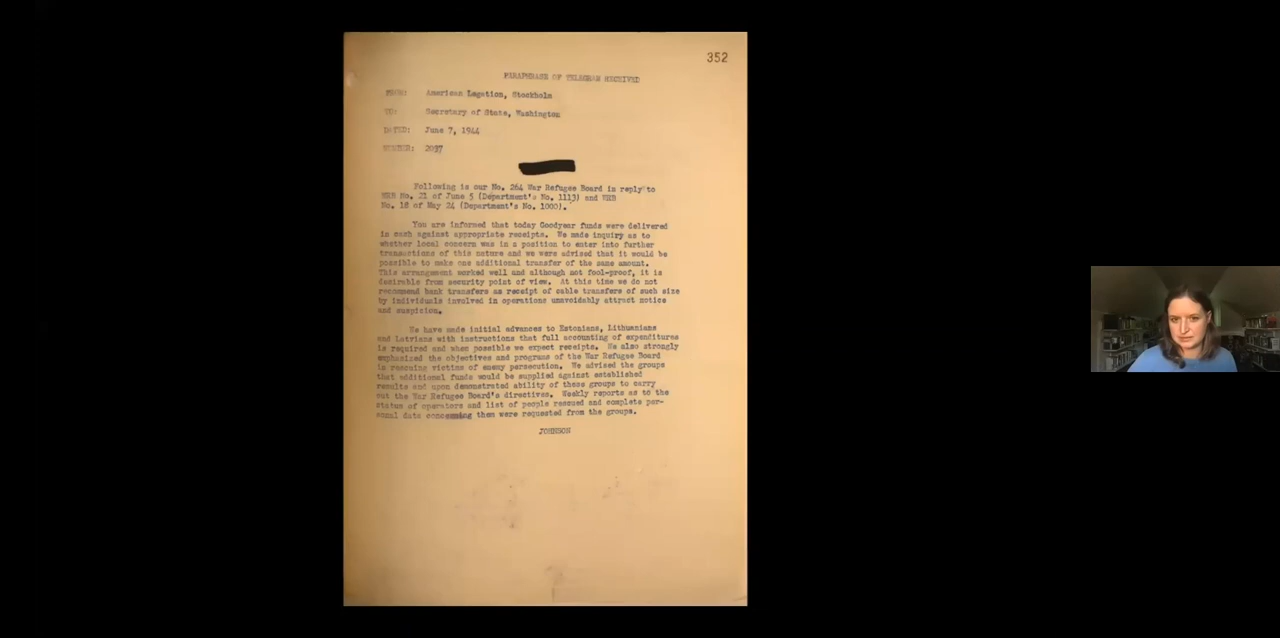 352
PARAPHRASE OF TELEGRAM RECEIVED
FROM: American Legation, Stockholm
TO: Secretary of State, Washington
DATED: June 7, 1944
NUMBER: 2037
Following is our No. 264 War Refugee Board in reply to
WRB No. 21 of June 5 (Department's No. 1113) and WRB
No. 18 of May 24 (Department's No. 1000).
You are informed that today Goodyear funds were delivered
in cash against appropriate receipts. We made inquiry as to
whether local concern was in a position to enter into further
transactions of this nature and we were advised that it would be
possible to make one additional transfer of the same amount.
This arrangement worked well and although not fool-proof, it is
desirable from security point of view. At this time we do not
recommend bank transfers as receipt of cable transfers of such size
by individuals involved in operations unavoidably attract notice
and suspicion.
We have made initial advances to Estonians, Lithuanians
and Latvians with instructions that full accounting of expenditures
is required and when possible we expect receipts. We also strongly
emphasized the objectives and programs of the War Refugee Board
in rescuing victims of enemy persecution. We advised the groups
that additional funds would be supplied against established
results and upon demonstrated ability of these groups to carry
out the War Refugee Board's directives. Weekly reports as to the
status of operators and list of people rescued and complete per-
sonal data concerning them were requested from the groups.
JOHNSON